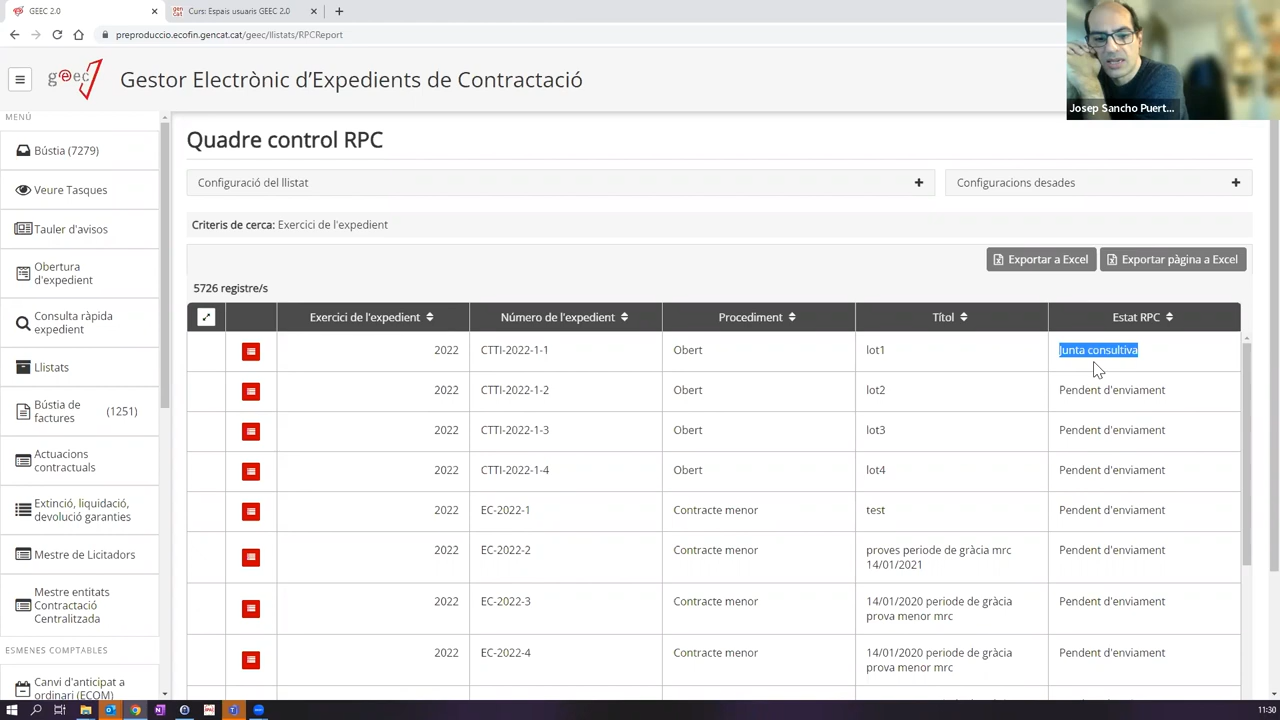 GEEC 2.0
Curs: Espais usuaris GEEC 2.0
preproduccio.ecofin.gencat.cat/geec/llistats/RPCReport
geec
Gestor Electrònic d'Expedients de Contractació
Josep Sancho Puert...
MENÚ
Bústia (7279)
Veure Tasques
Tauler d'avisos
Obertura
d'expedient
Consulta ràpida
expedient
Llistats
Bústia de
factures
(1251)
Actuacions
contractuals
Extinció, liquidació,
devolució garanties
Mestre de Licitadors
Mestre entitats
Contractació
Centralitzada
ESMENES COMPTABLES
Canvi d'anticipat a
ordinari (ECOM)
Quadre control RPC
Configuració del llistat
Configuracions desades
Criteris de cerca: Exercici de l'expedient
Exportar a Excel
Exportar pàgina a Excel
5726 registre/s
Exercici de l'expedient Número de l'expedient Procediment Títol Estat RPC
2022 CTTI-2022-1-1 Obert lot1 Junta consultiva
2022 CTTI-2022-1-2 Obert lot2 Pendent d'enviament
2022 CTTI-2022-1-3 Obert lot3 Pendent d'enviament
2022 CTTI-2022-1-4 Obert lot4 Pendent d'enviament
2022 EC-2022-1 Contracte menor test Pendent d'enviament
2022 EC-2022-2 Contracte menor proves periode de gràcia mrc Pendent d'enviament
14/01/2021
2022 EC-2022-3 Contracte menor 14/01/2020 periode de gràcia Pendent d'enviament
prova menor mrc
2022 EC-2022-4 Contracte menor 14/01/2020 periode de gràcia Pendent d'enviament
prova menor mrc
11:30